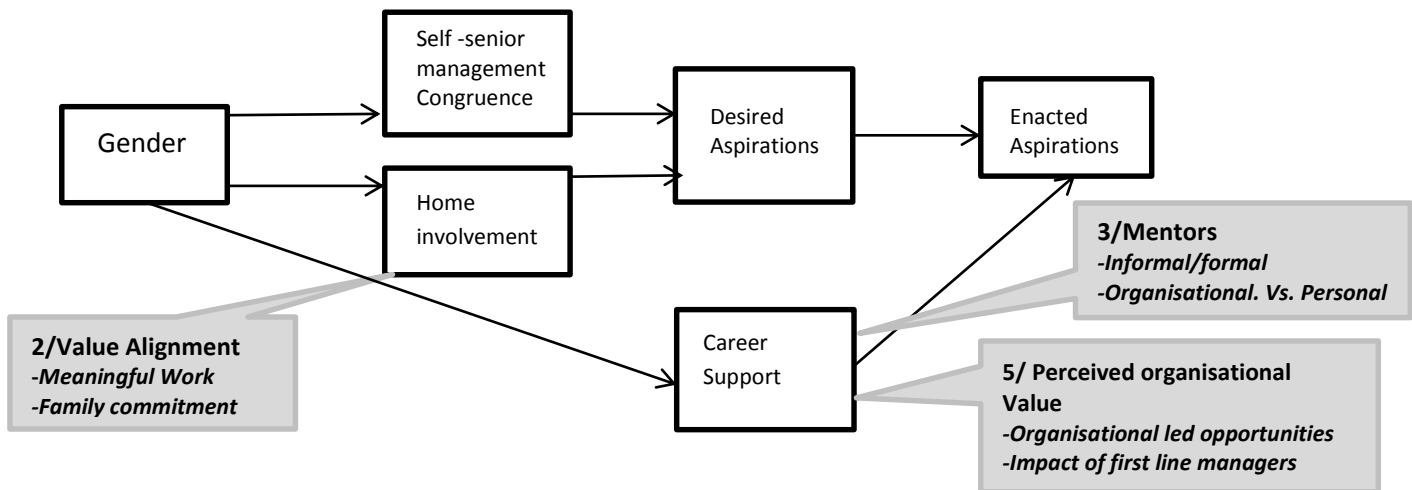 Gender
Self -senior
management
Congruence
Home
involvement
Desired
Aspirations
Enacted
Aspirations
Career
Support
2/Value Alignment
-Meaningful Work
-Family commitment
3/Mentors
-Informal/formal
-Organisational. Vs. Personal
5/ Perceived organisational
Value
-Organisational led opportunities
-Impact of first line managers